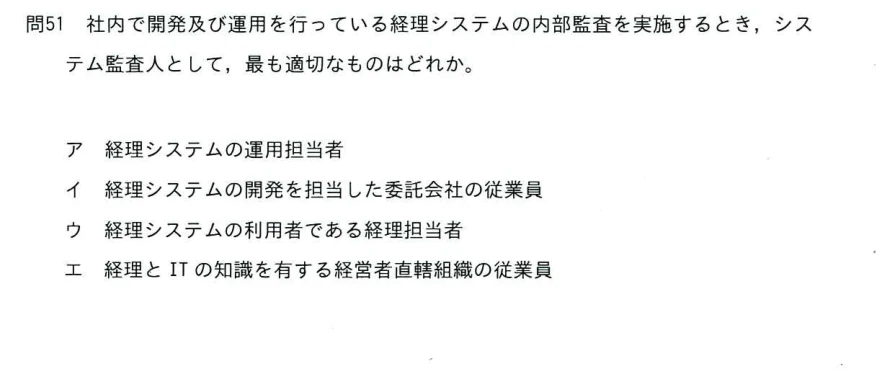 問51　社内で開発及び運用を行っている経理システムの内部監査を実施するとき，シス
テム監査人として，最も適切なものはどれか。
ア　経理システムの運用担当者
イ　経理システムの開発を担当した委託会社の従業員
ウ　経理システムの利用者である経理担当者
エ　経理と IT の知識を有する経営者直轄組織の従業員